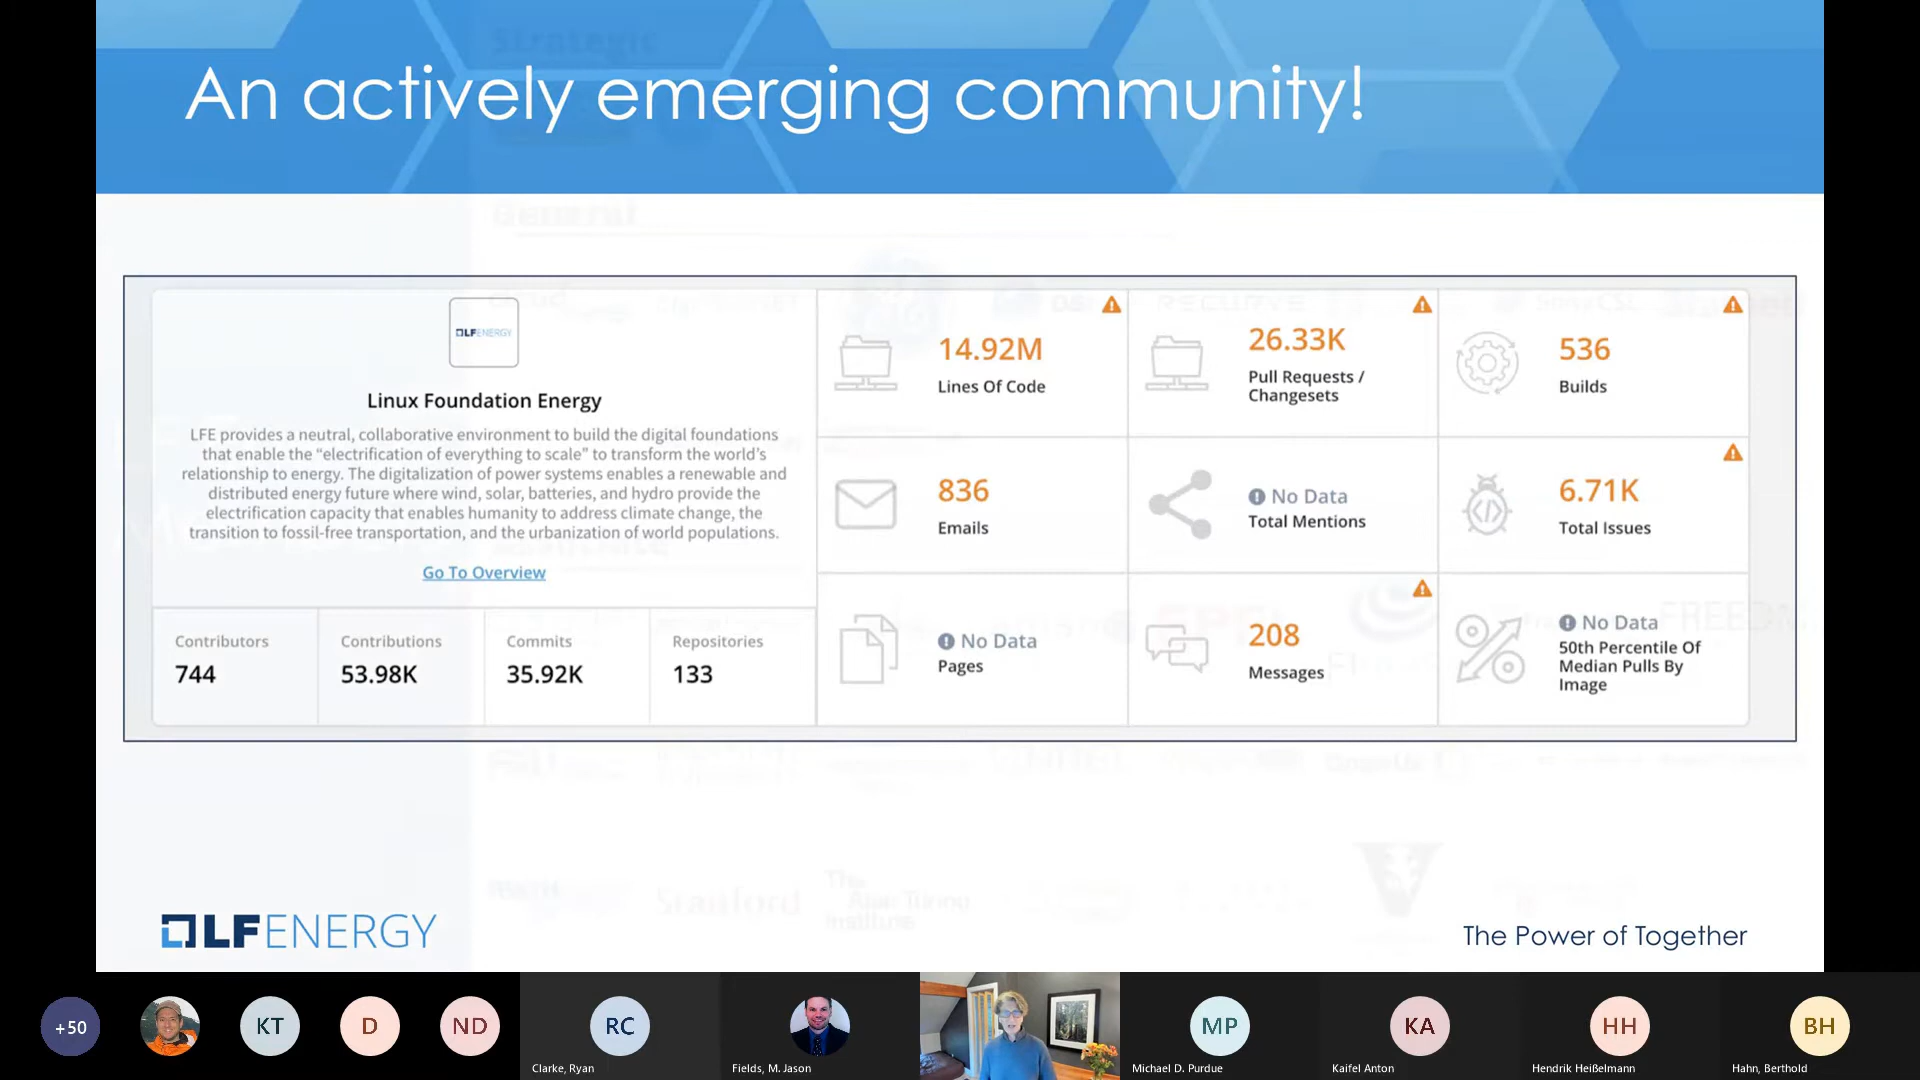 An actively emerging community!
LFENERGY
Linux Foundation Energy
LFE provides a neutral, collaborative environment to build the digital foundations
that enable the “electrification of everything to scale” to transform the world’s
relationship to energy. The digitalization of power systems enables a renewable and
distributed energy future where wind, solar, batteries, and hydro provide the
electrification capacity that enables humanity to address climate change, the
transition to fossil-free transportation, and the urbanization of world populations.
Go To Overview
Contributors
744
Contributions
53.98K
Commits
35.92K
Repositories
133
14.92M
Lines Of Code
26.33K
Pull Requests /
Changesets
536
Builds
836
Emails
No Data
Total Mentions
6.71K
Total Issues
No Data
Pages
208
Messages
No Data
50th Percentile Of
Median Pulls By
Image
Strategic
General
Stanford
LFENERGY
The Power of Together
+50
KT
D
ND
RC
Clarke, Ryan
Fields, M. Jason
MP
Michael D. Purdue
KA
Kaifel Anton
HH
Hendrik Heißelmann
BH
Hahn, Berthold